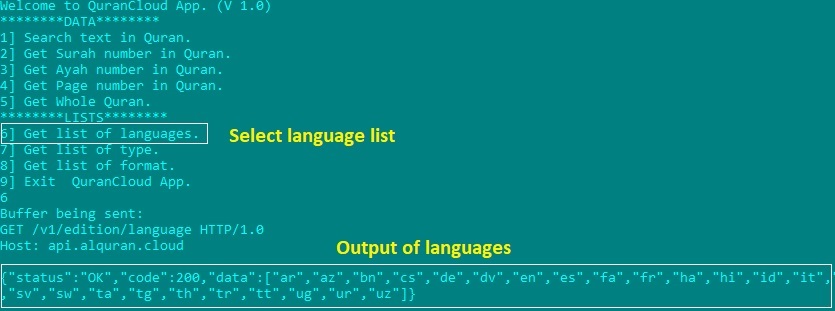 Welcome to QuranCloud App. (V 1.0)
********DATA********
1] Search text in Quran.
2] Get Surah number in Quran.
3] Get Ayah number in Quran.
4] Get Page number in Quran.
5] Get Whole Quran.
********LISTS********
6] Get list of languages.
Select language list
7] Get list of type.
8] Get list of format.
9] Exit  QuranCloud App.
6
Buffer being sent:
GET /v1/edition/language HTTP/1.0
Host: api.alquran.cloud
Output of languages
{"status":"OK","code":200,"data":["ar","az","bn","cs","de","dv","en","es","fa","fr","ha","hi","id","it",
,"sv","sw","ta","tg","th","tr","tt","ug","ur","uz"]}